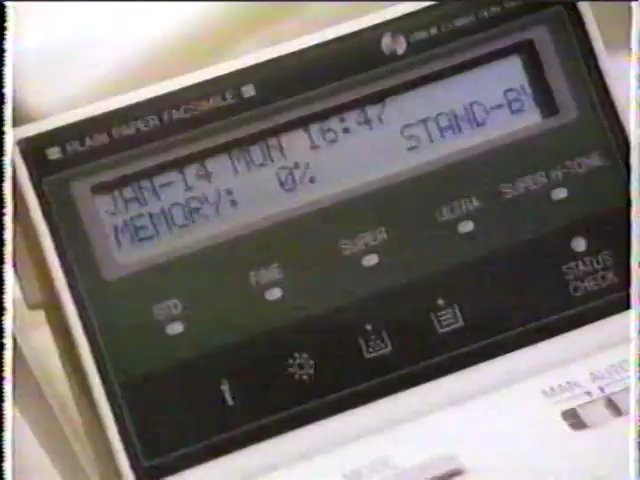 PLAIN PAPER FACSIMILE
JAN-14 MON 16:47
MEMORY: 0% STAND-BY
STD FINE SUPER ULTRA SUPER H-TONE
STATUS
CHECK
MAN. AUTO